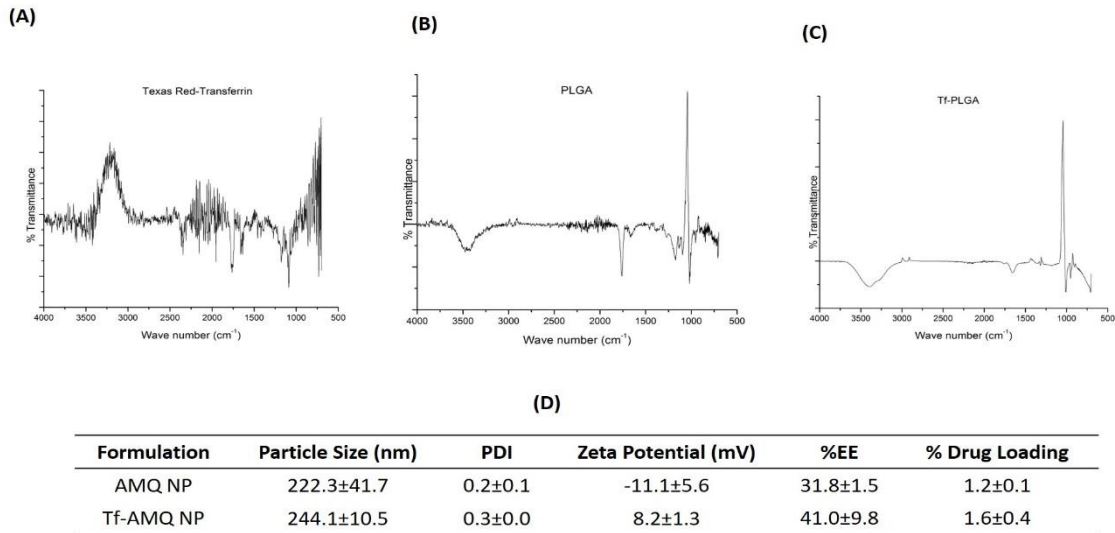 (A)
(B)
(C)
Texas Red-Transferrin
% Transmittance
4000 3500 3000 2500 2000 1500 1000 500
Wave number (cm⁻¹)
PLGA
% Transmittance
4000 3500 3000 2500 2000 1500 1000 500
Wave number (cm⁻¹)
Tf-PLGA
% Transmittance
4000 3000 2000 1000 500
Wave number (cm⁻¹)
(D)
Formulation Particle Size (nm) PDI Zeta Potential (mV) %EE % Drug Loading
AMQ NP 222.3±41.7 0.2±0.1 -11.1±5.6 31.8±1.5 1.2±0.1
Tf-AMQ NP 244.1±10.5 0.3±0.0 8.2±1.3 41.0±9.8 1.6±0.4